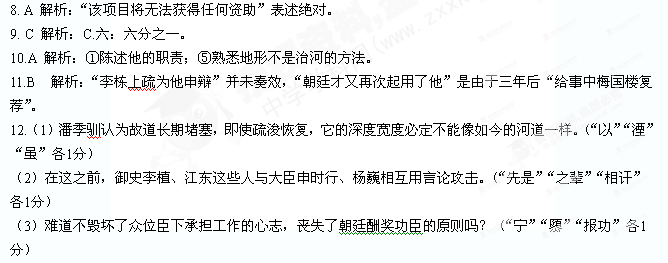 8. A 解析：“该项目将无法获得任何资助”表述绝对。
9. C 解析：C.六：六分之一。
10.A 解析：①陈述他的职责；⑤熟悉地形不是治河的方法。
11.B 解析：“李栋上疏为他申辩”并未奏效，“朝廷才又再次起用了他”是由于三年后“给事中梅国楼复
荐”。
12.（1）潘季驯认为故道长期堵塞，即使疏浚恢复，它的深度宽度必定不能像如今的河道一样。（“以”“湮”
“虽”各1分）
（2）在这之前，御史李植、江东这些人与大臣申时行、杨巍相互用言论攻击。（“先是”“之辈”“相讦”
各1分）
（3）难道不毁坏了众位臣下承担工作的心志，丧失了朝廷酬奖功臣的原则吗？（“宁”“隳”“报功”各1
分）